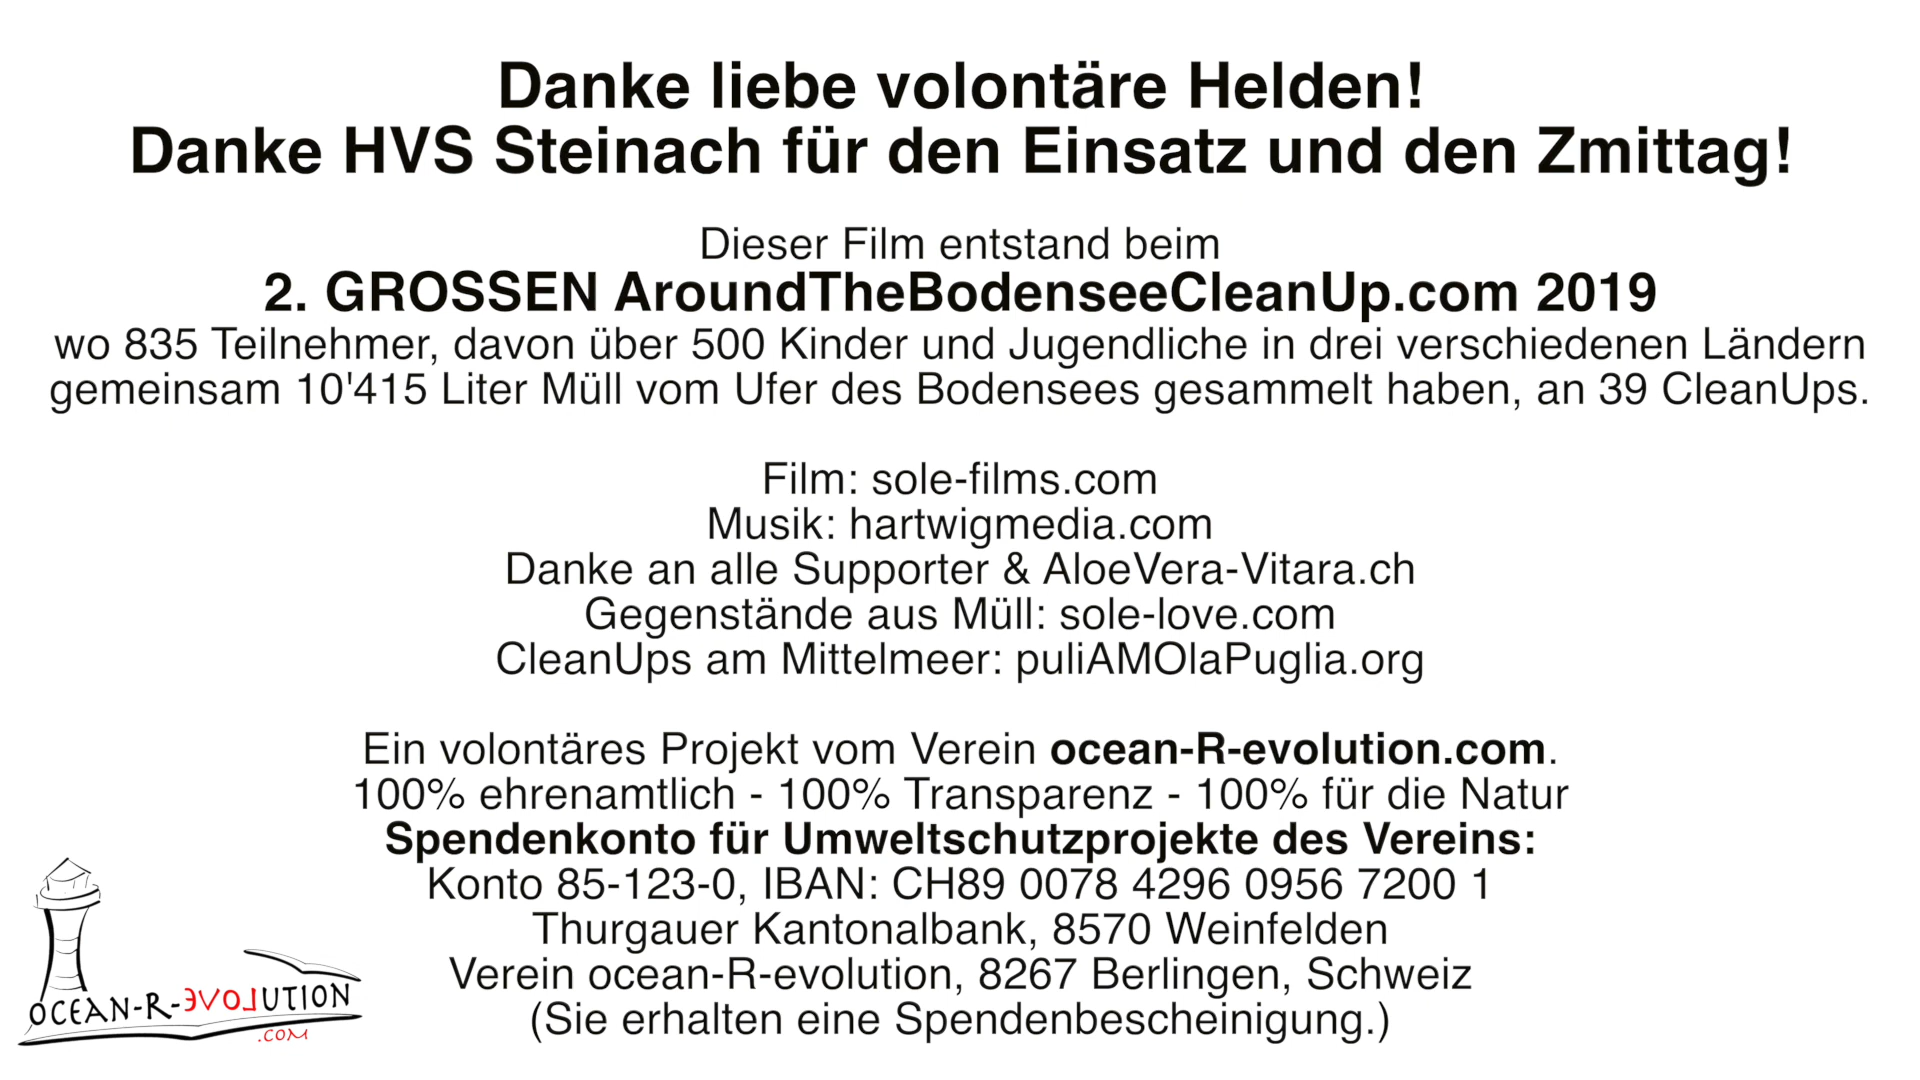 Danke liebe volontäre Helden!
Danke HVS Steinach für den Einsatz und den Zmittag!
Dieser Film entstand beim
2. GROSSEN AroundTheBodenseeCleanUp.com 2019
wo 835 Teilnehmer, davon über 500 Kinder und Jugendliche in drei verschiedenen Ländern
gemeinsam 10'415 Liter Müll vom Ufer des Bodensees gesammelt haben, an 39 CleanUps.
Film: sole-films.com
Musik: hartwigmedia.com
Danke an alle Supporter & AloeVera-Vitara.ch
Gegenstände aus Müll: sole-love.com
CleanUps am Mittelmeer: puliAMOlaPuglia.org
Ein volontäres Projekt vom Verein ocean-R-evolution.com.
100% ehrenamtlich - 100% Transparenz - 100% für die Natur
Spendenkonto für Umweltschutzprojekte des Vereins:
Konto 85-123-0, IBAN: CH89 0078 4296 0956 7200 1
Thurgauer Kantonalbank, 8570 Weinfelden
Verein ocean-R-evolution, 8267 Berlingen, Schweiz
(Sie erhalten eine Spendenbescheinigung.)
OCEAN-R-EVOLUTION
.COM